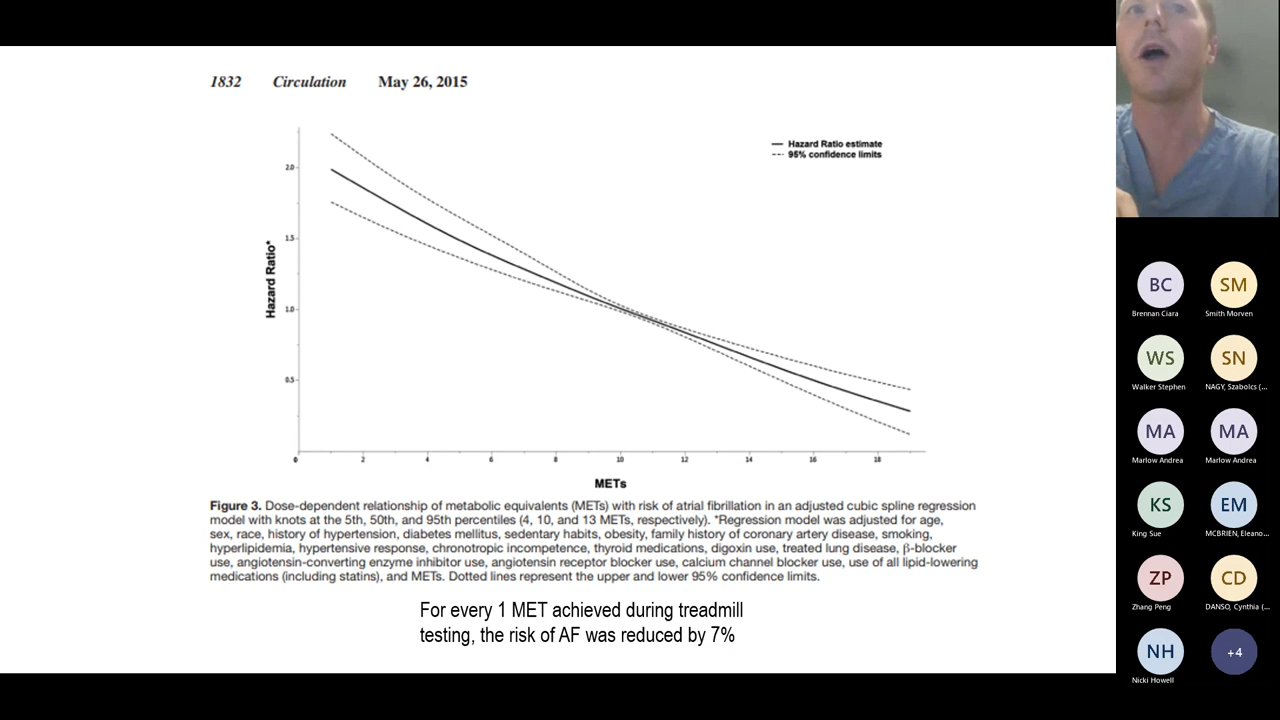 1832 Circulation May 26, 2015
Hazard Ratio estimate
95% confidence limits
2.0
1.5
1.0
0.5
Hazard Ratio*
0 2 4 6 8 10 12 14 16 18
METs
Figure 3. Dose-dependent relationship of metabolic equivalents (METs) with risk of atrial fibrillation in an adjusted cubic spline regression
model with knots at the 5th, 50th, and 95th percentiles (4, 10, and 13 METs, respectively). *Regression model was adjusted for age,
sex, race, history of hypertension, diabetes mellitus, sedentary habits, obesity, family history of coronary artery disease, smoking,
hyperlipidemia, hypertensive response, chronotropic incompetence, thyroid medications, digoxin use, treated lung disease, β-blocker
use, angiotensin-converting enzyme inhibitor use, angiotensin receptor blocker use, calcium channel blocker use, use of all lipid-lowering
medications (including statins), and METs. Dotted lines represent the upper and lower 95% confidence limits.
For every 1 MET achieved during treadmill
testing, the risk of AF was reduced by 7%
BC SM
Brennan Ciara Smith Morven
WS SN
Walker Stephen NAGY, Szabolcs (...
MA MA
Marlow Andrea Marlow Andrea
KS EM
King Sue MCBRIEN, Eleano...
ZP CD
Zhang Peng DANSO, Cynthia (...
NH +4
Nicki Howell